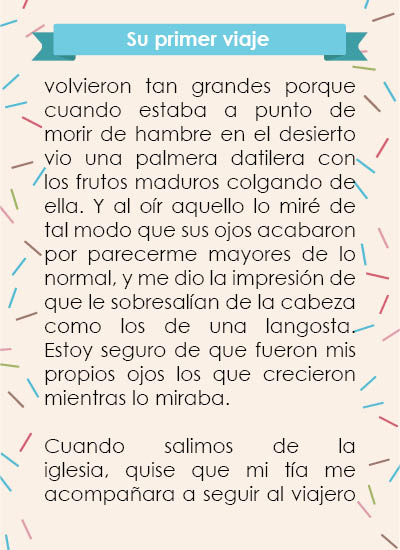 Su primer viaje
volvieron tan grandes porque
cuando estaba a punto de
morir de hambre en el desierto
vio una palmera datilera con
los frutos maduros colgando de
ella. Y al oír aquello lo miré de
tal modo que sus ojos acabaron
por parecerme mayores de lo
normal, y me dio la impresión de
que le sobresalían de la cabeza
como los de una langosta.
Estoy seguro de que fueron mis
propios ojos los que crecieron
mientras lo miraba.
Cuando salimos de la
iglesia, quise que mi tía me
acompañara a seguir al viajero